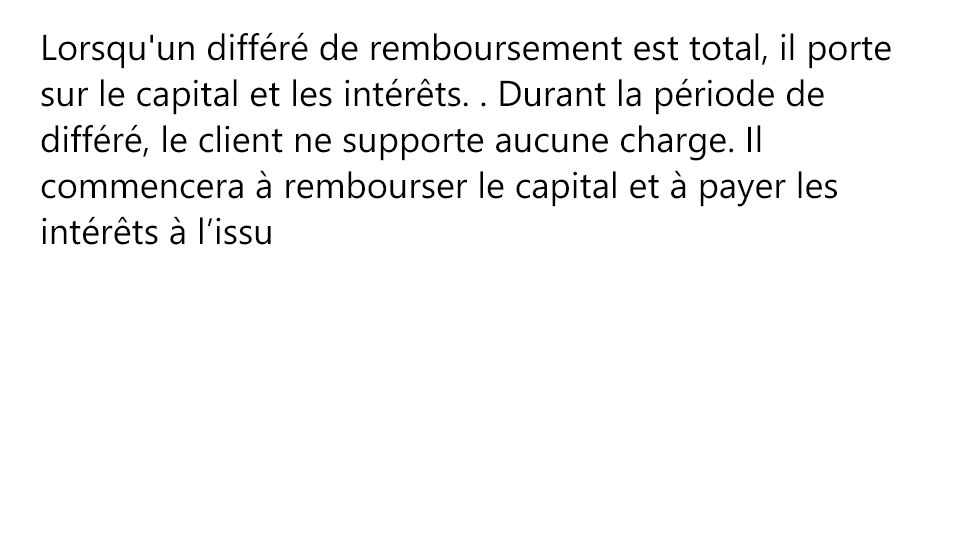 Lorsqu'un différé de remboursement est total, il porte
sur le capital et les intérêts. . Durant la période de
différé, le client ne supporte aucune charge. Il
commencera à rembourser le capital et à payer les
intérêts à l’issu